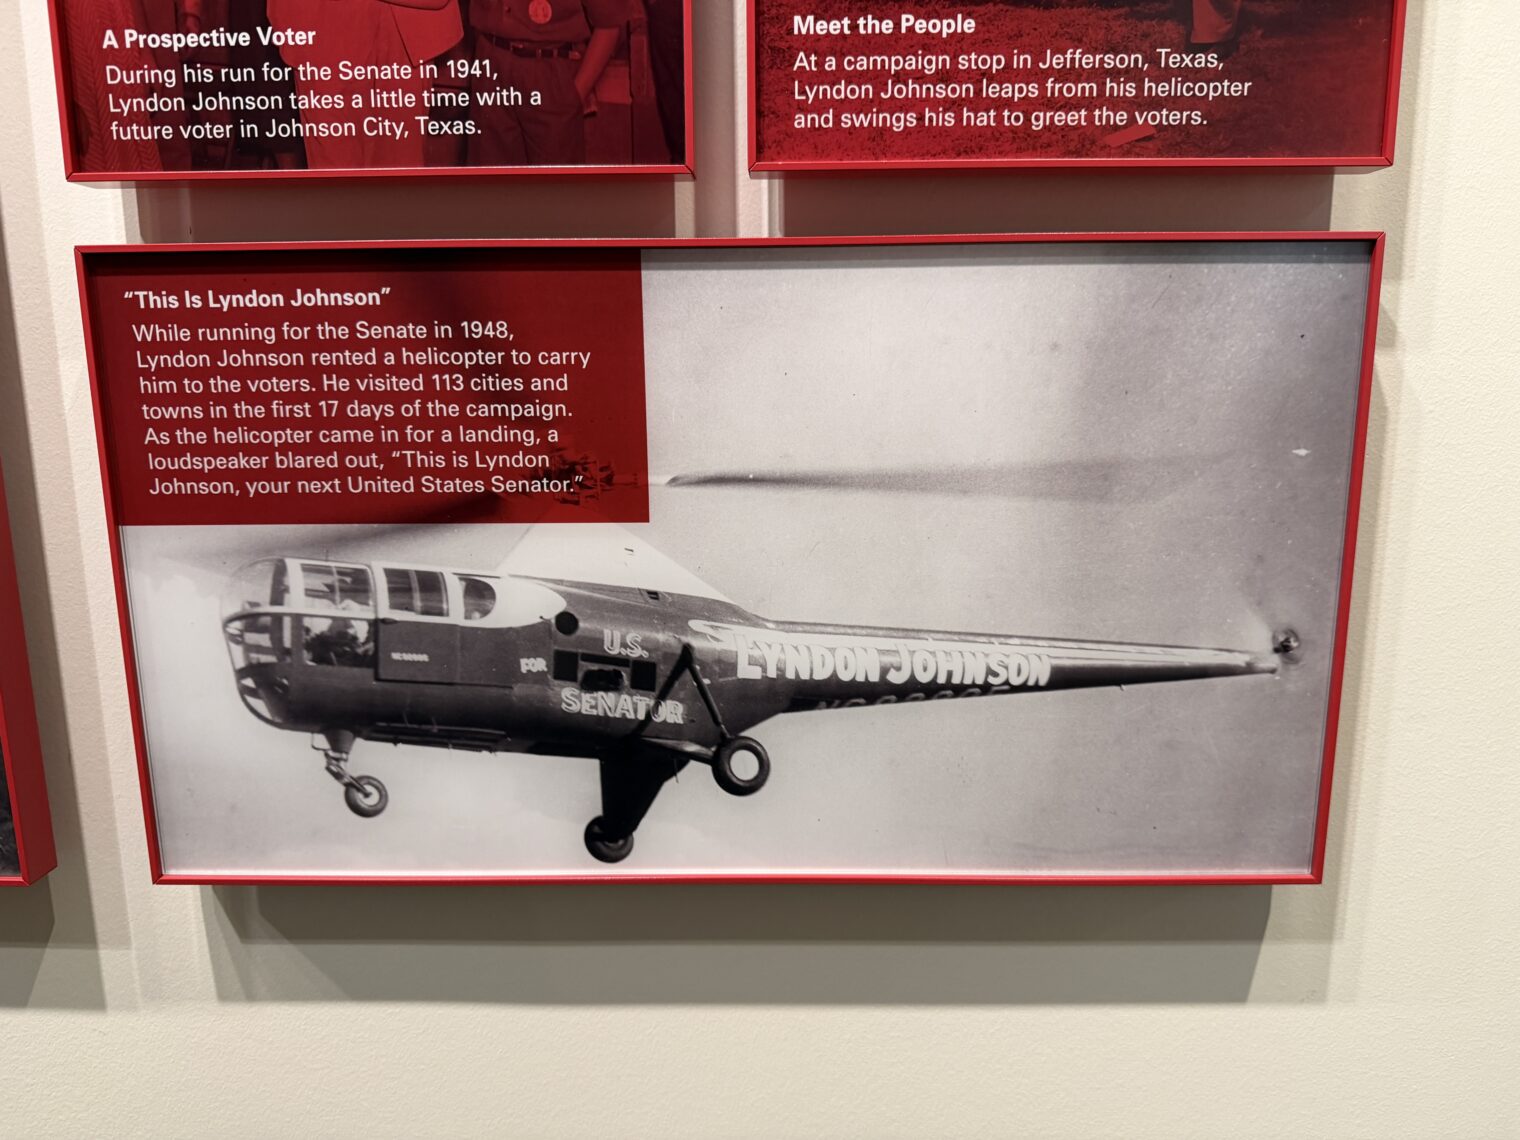 A Prospective Voter
During his run for the Senate in 1941,
Lyndon Johnson takes a little time with a
future voter in Johnson City, Texas.
Meet the People
At a campaign stop in Jefferson, Texas,
Lyndon Johnson leaps from his helicopter
and swings his hat to greet the voters.
“This Is Lyndon Johnson”
While running for the Senate in 1948,
Lyndon Johnson rented a helicopter to carry
him to the voters. He visited 113 cities and
towns in the first 17 days of the campaign.
As the helicopter came in for a landing, a
loudspeaker blared out, “This is Lyndon
Johnson, your next United States Senator.”
U.S.
FOR
SENATOR
LYNDON JOHNSON